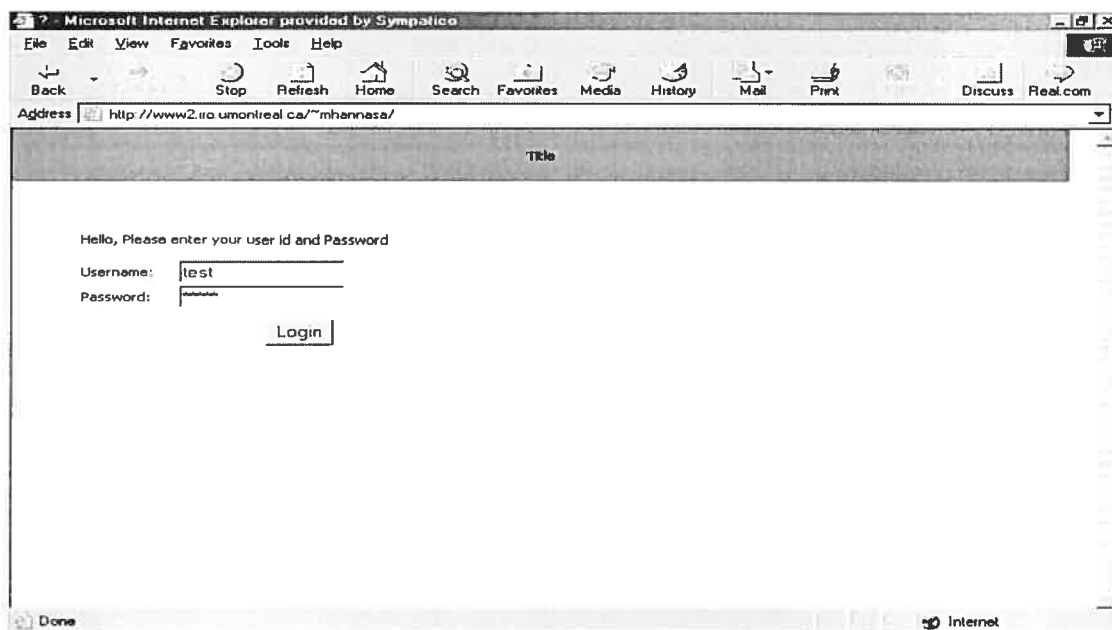 ? - Microsoft Internet Explorer provided by Sympatico
File Edit View Favorites Tools Help
Back Stop Refresh Home Search Favorites Media History Mail Print Discuss Real.com
Address http://www2.iro.umontreal.ca/~mhannasa/
Title
Hello, Please enter your user id and Password
Username: test
Password: ******
Login
Done Internet